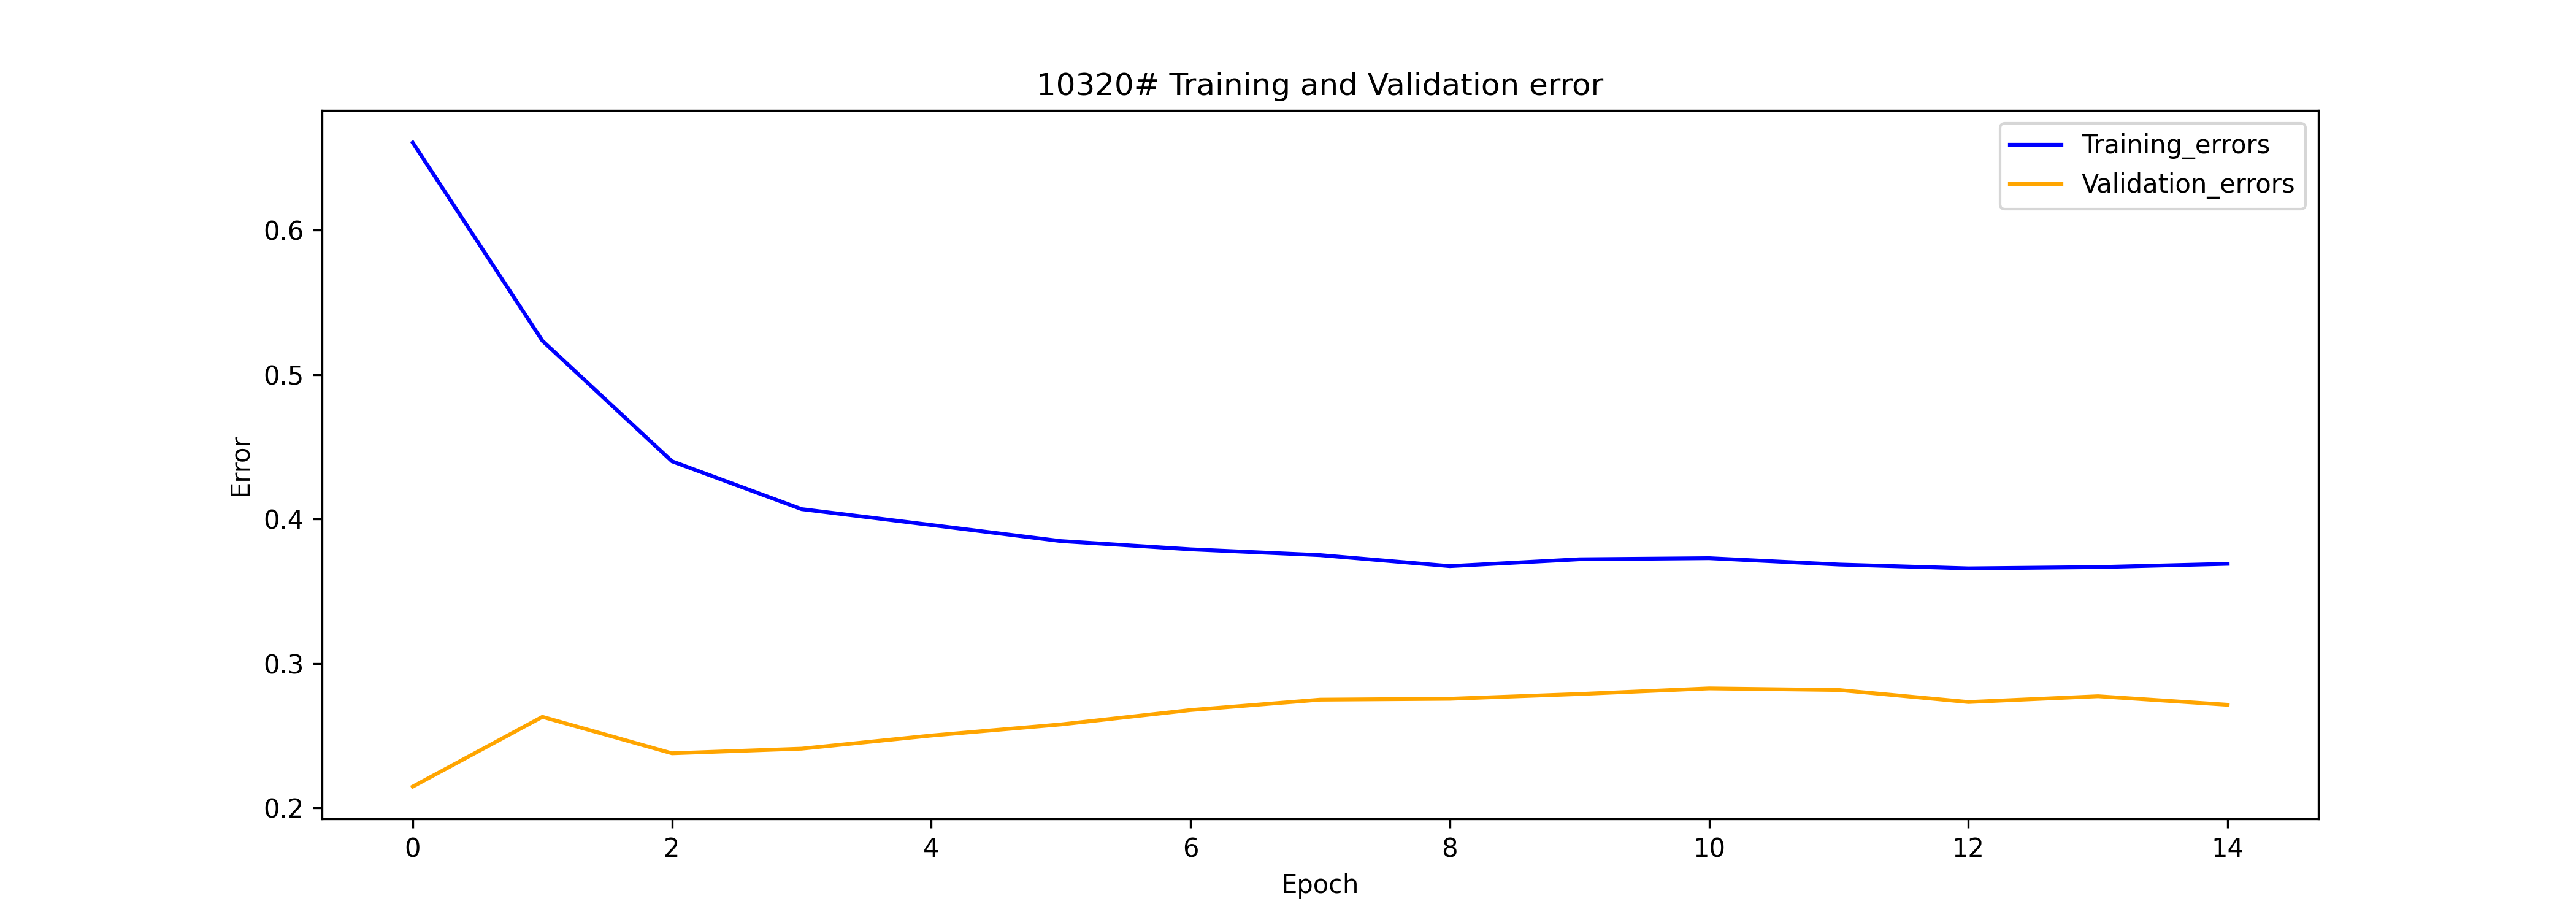 10320# Training and Validation error
Training_errors
Validation_errors
0.6
0.5
0.4
0.3
0.2
Error
0 2 4 6 8 10 12 14
Epoch